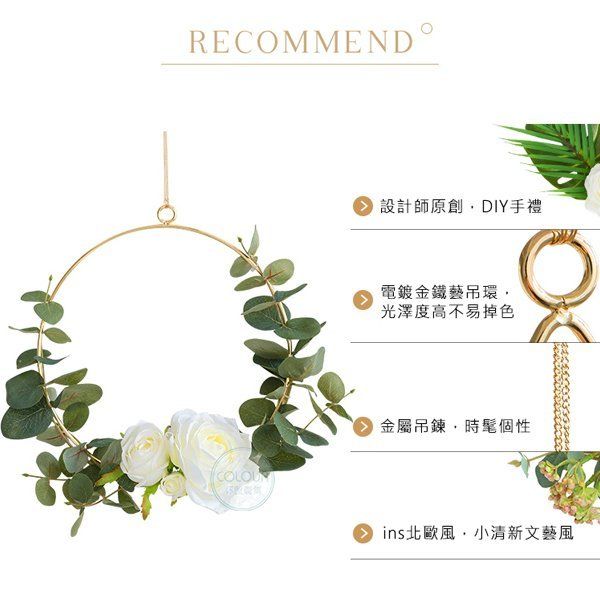 RECOMMEND
設計師原創，DIY手禮
電鍍金鐵藝吊環，
光澤度高不易掉色
金屬吊鍊，時髦個性
ins北歐風，小清新文藝風